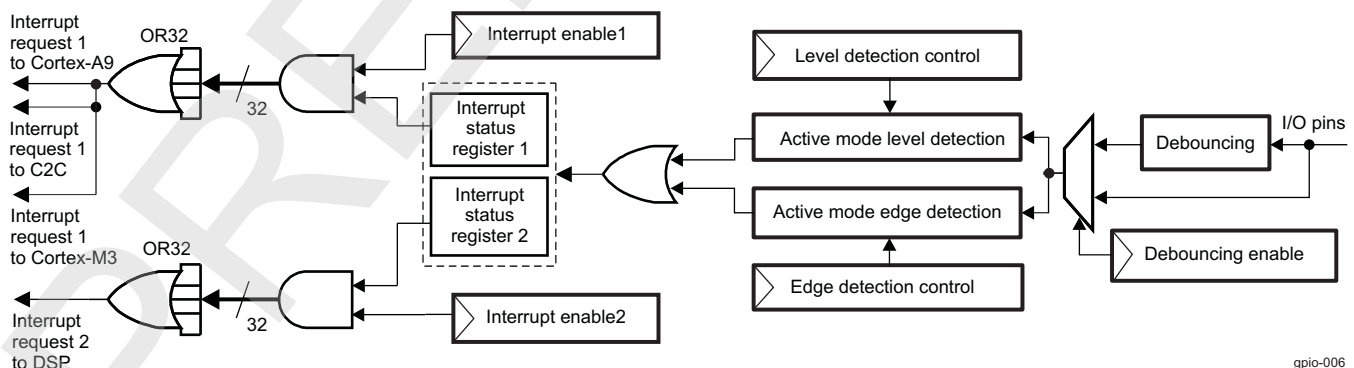 Interrupt
request 1
to Cortex-A9
OR32
32
Interrupt
request 1
to C2C
Interrupt
request 1
to Cortex-M3
OR32
32
Interrupt
request 2
to DSP
Interrupt enable1
Interrupt
status
register 1
Interrupt
status
register 2
Interrupt enable2
Level detection control
Active mode level detection
Active mode edge detection
Edge detection control
Debouncing
I/O pins
Debouncing enable
gpio-006